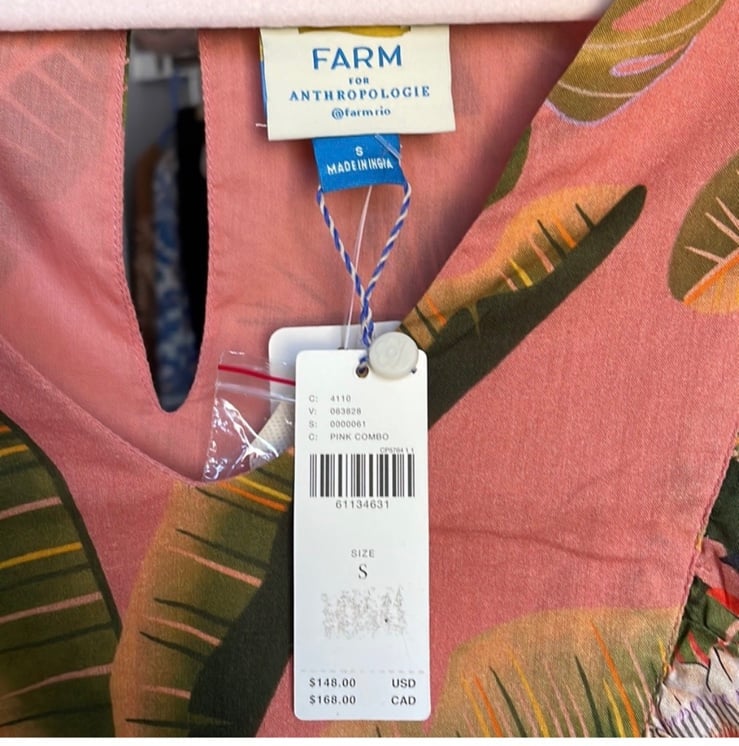 FARM
FOR
ANTHROPOLOGIE
@farmrio
S
MADE IN INDIA
C: 4110
V: 083828
S: 0000061
C: PINK COMBO
61134631
SIZE
S
$148.00 USD
$168.00 CAD